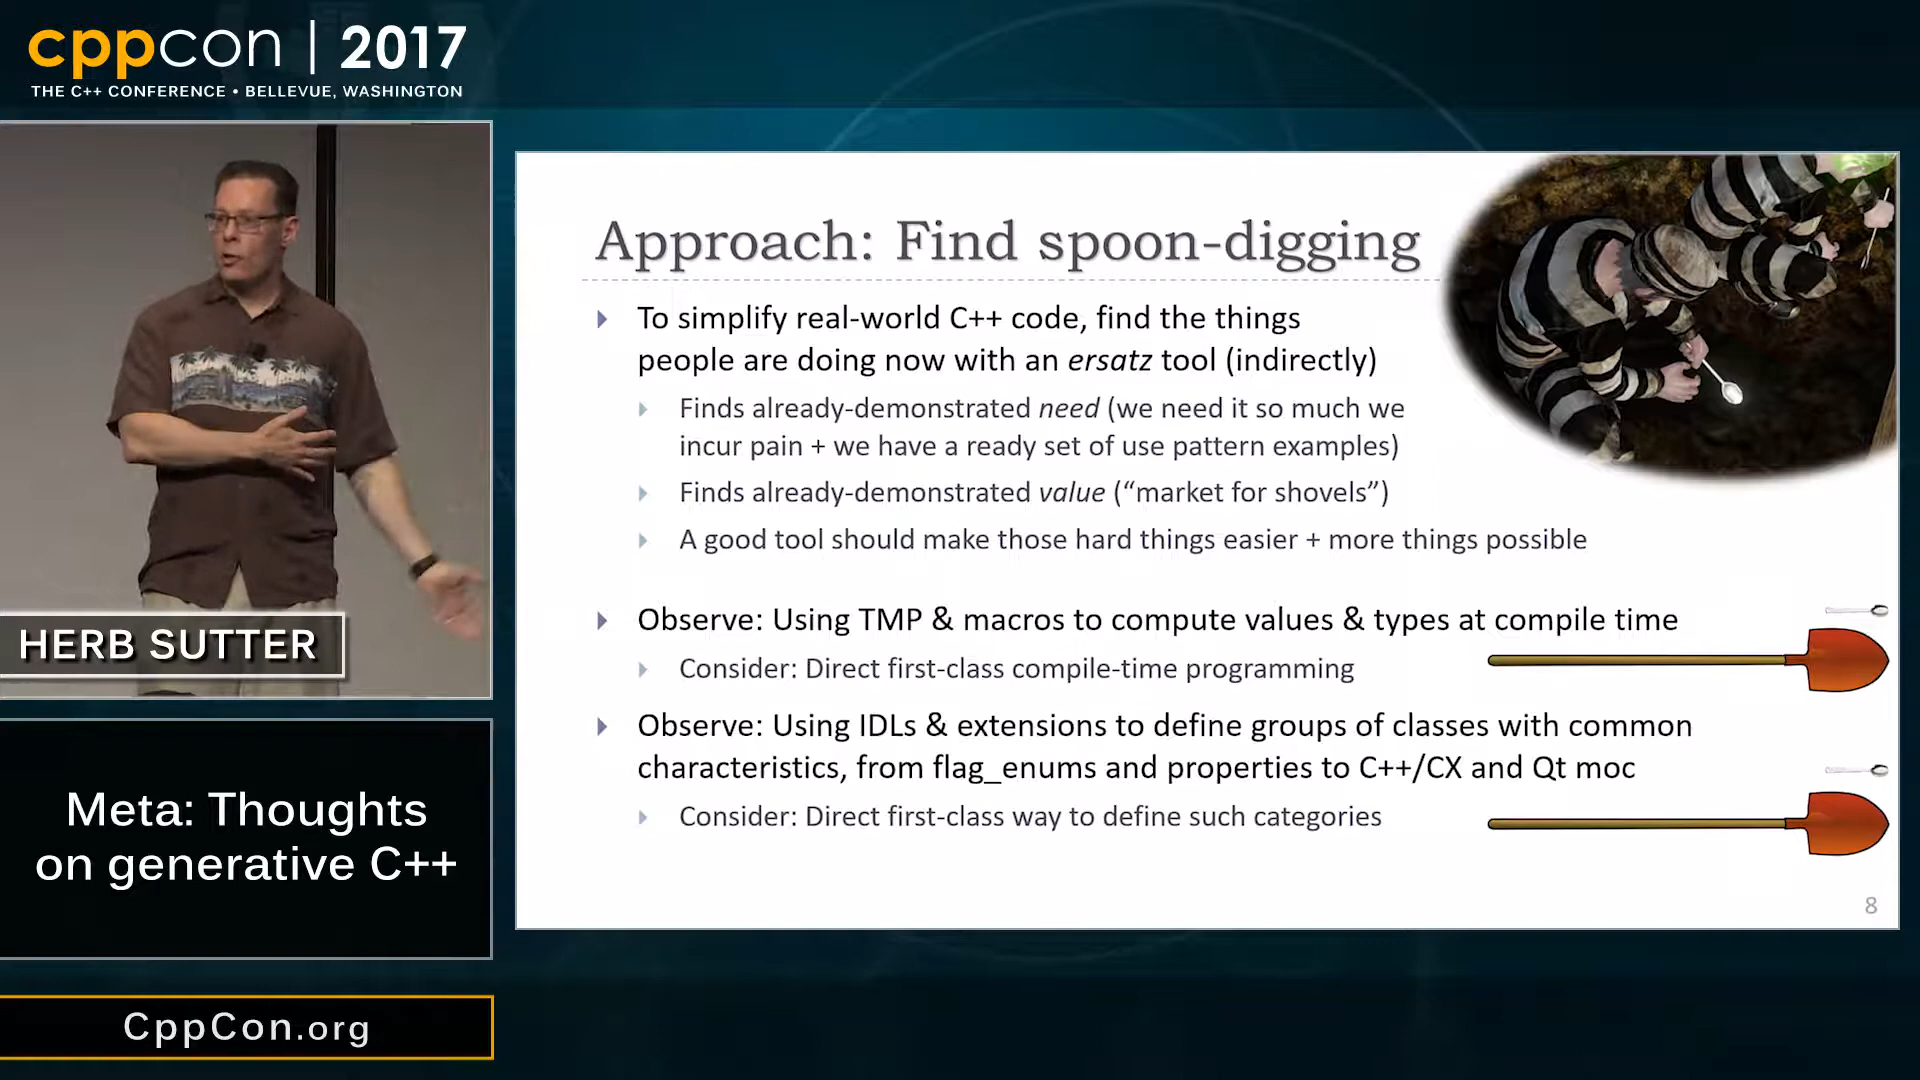 cppcon | 2017
THE C++ CONFERENCE • BELLEVUE, WASHINGTON
HERB SUTTER
Meta: Thoughts
on generative C++
CppCon.org
Approach: Find spoon-digging
To simplify real-world C++ code, find the things
people are doing now with an ersatz tool (indirectly)
Finds already-demonstrated need (we need it so much we
incur pain + we have a ready set of use pattern examples)
Finds already-demonstrated value (“market for shovels”)
A good tool should make those hard things easier + more things possible
Observe: Using TMP & macros to compute values & types at compile time
Consider: Direct first-class compile-time programming
Observe: Using IDLs & extensions to define groups of classes with common
characteristics, from flag_enums and properties to C++/CX and Qt moc
Consider: Direct first-class way to define such categories
8